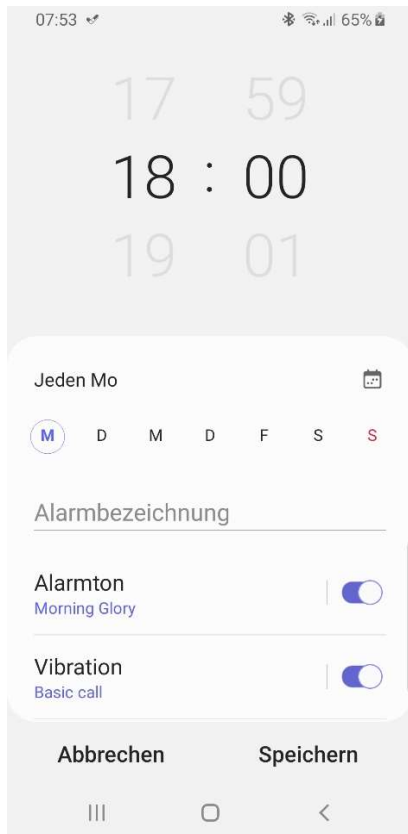 07:53 65%
17 59
18 : 00
19 01
Jeden Mo
M D M D F S S
Alarmbezeichnung
Alarmton
Morning Glory
Vibration
Basic call
Abbrechen Speichern